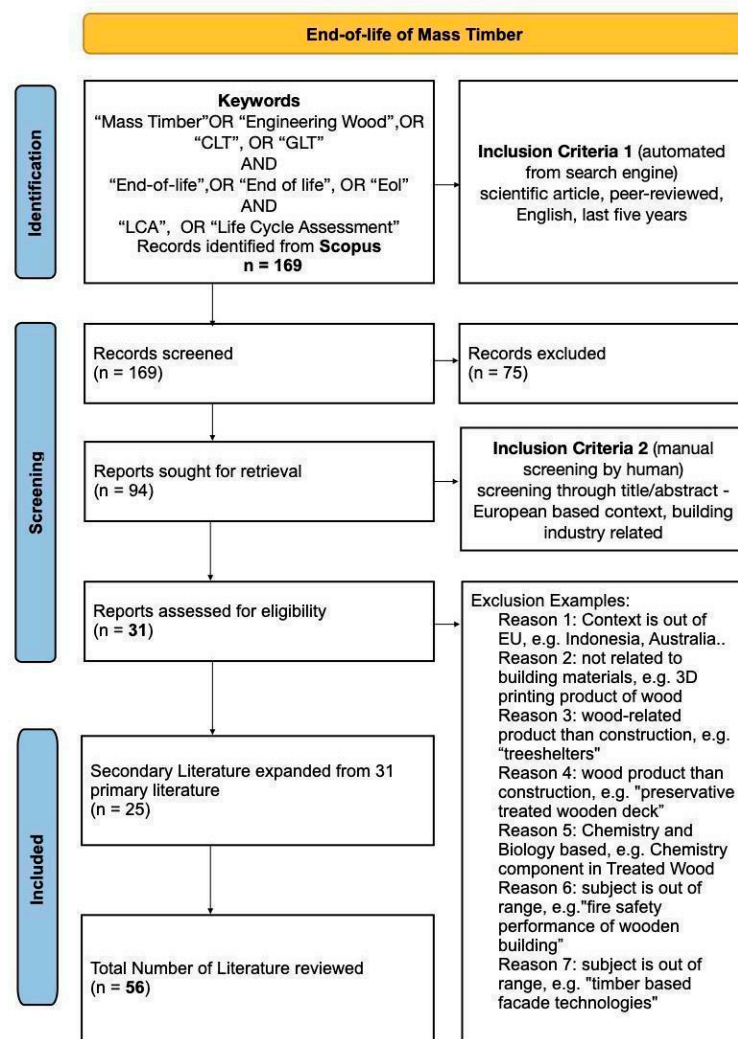 End-of-life of Mass Timber
Identification
Keywords
“Mass Timber”OR “Engineering Wood”,OR
“CLT”, OR “GLT”
AND
“End-of-life”,OR “End of life”, OR “Eol”
AND
“LCA”,  OR “Life Cycle Assessment”
Records identified from Scopus
n = 169
Inclusion Criteria 1 (automated
from search engine)
scientific article, peer-reviewed,
English, last five years
Screening
Records screened
(n = 169)
Records excluded
(n = 75)
Reports sought for retrieval
(n = 94)
Inclusion Criteria 2 (manual
screening by human)
screening through title/abstract -
European based context, building
industry related
Reports assessed for eligibility
(n = 31)
Exclusion Examples:
Reason 1: Context is out of
EU, e.g. Indonesia, Australia..
Reason 2: not related to
building materials, e.g. 3D
printing product of wood
Reason 3: wood-related
product than construction, e.g.
“treeshelters"
Reason 4: wood product than
construction, e.g. "preservative
treated wooden deck”
Reason 5: Chemistry and
Biology based, e.g. Chemistry
component in Treated Wood
Reason 6: subject is out of
range, e.g."fire safety
performance of wooden
building”
Reason 7: subject is out of
range, e.g. "timber based
facade technologies"
Included
Secondary Literature expanded from 31
primary literature
(n = 25)
Total Number of Literature reviewed
(n = 56)